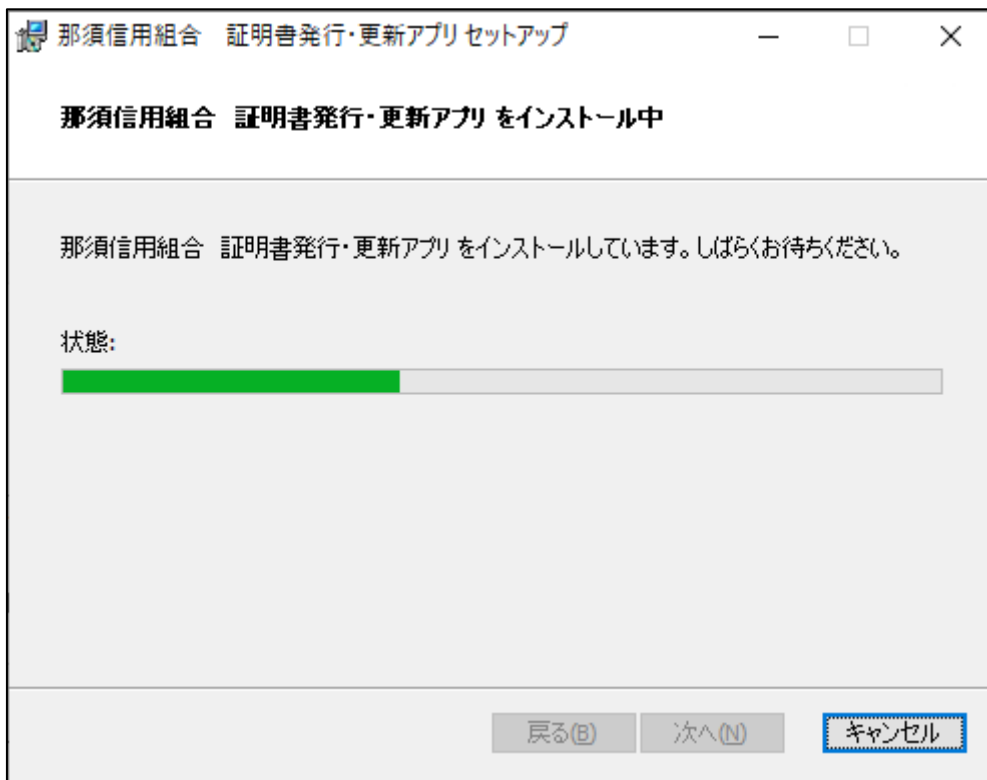 那須信用組合　証明書発行・更新アプリ セットアップ
那須信用組合　証明書発行・更新アプリ をインストール中
那須信用組合　証明書発行・更新アプリ をインストールしています。しばらくお待ちください。
状態:
戻る(B)　次へ(N)　キャンセル